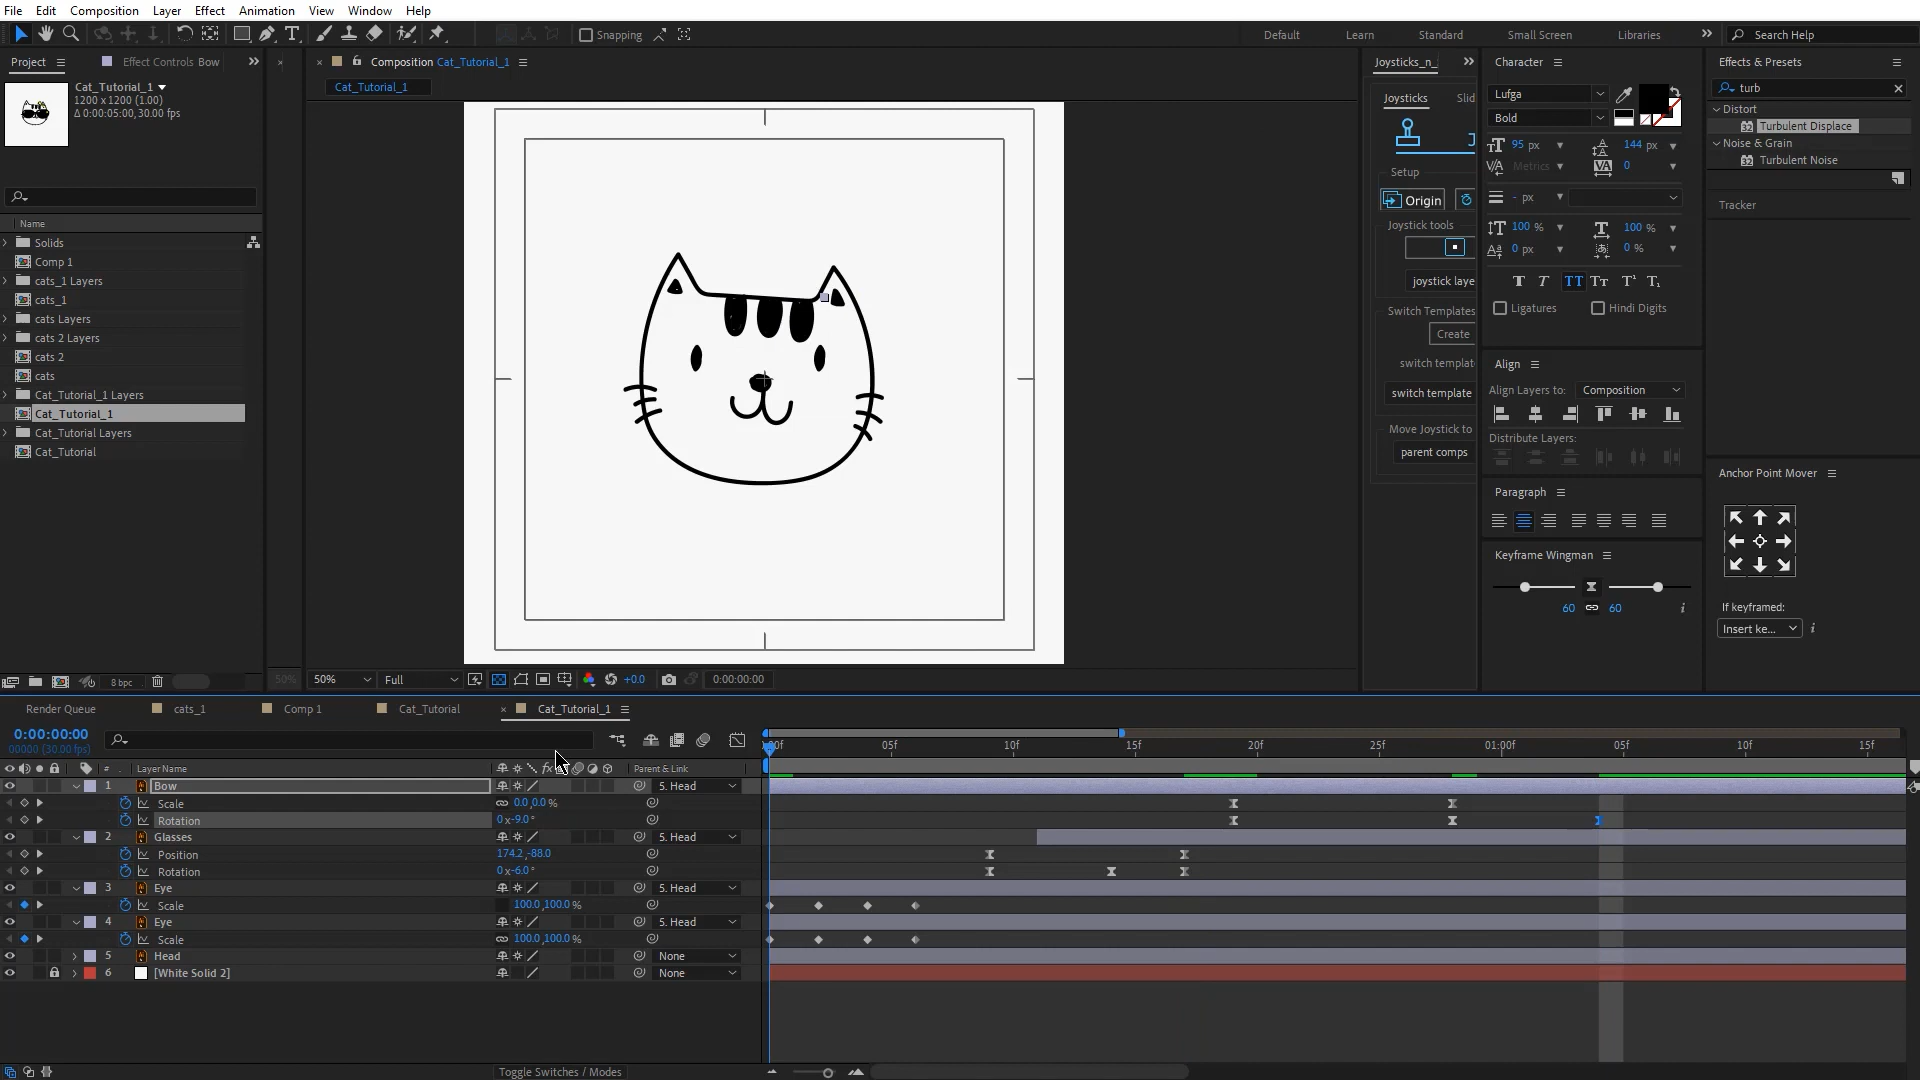 File Edit Composition Layer Effect Animation View Window Help
Snapping
Default Learn Standard Small Screen Libraries Search Help
Project Effect Controls Bow
Cat_Tutorial_1
1200 x 1200 (1.00)
Δ 0:00:05:00, 30.00 fps
Name
Solids
Comp 1
cats_1 Layers
cats_1
cats Layers
cats 2 Layers
cats 2
cats
Cat_Tutorial_1 Layers
Cat_Tutorial_1
Cat_Tutorial Layers
Cat_Tutorial
8 bpc
Composition Cat_Tutorial_1
Cat_Tutorial_1
50%
50% Full +0.0 0:00:00:00
Joysticks_n_
Joysticks Slid
Setup
Origin
Joystick tools
joystick laye
Switch Templates
Create
switch templat
switch template
Move Joystick to
parent comps
Character
Lufga
Bold
95 px 144 px
Metrics 0
- px
100 % 100 %
0 px 0 %
Ligatures Hindi Digits
Align
Align Layers to: Composition
Distribute Layers:
Paragraph
Keyframe Wingman
60 60
Effects & Presets
turb
Distort
32 Turbulent Displace
Noise & Grain
32 Turbulent Noise
Tracker
Anchor Point Mover
If keyframed:
Insert ke...
Render Queue cats_1 Comp 1 Cat_Tutorial Cat_Tutorial_1
0:00:00:00
00000 (30.00 fps)
# Layer Name Parent & Link
00f 05f 10f 15f 20f 25f 01:00f 05f 10f 15f
1 Bow 5. Head
Scale 0.0,0.0 %
Rotation 0 x-9.0 °
2 Glasses 5. Head
Position 174.2,-88.0
Rotation 0 x-6.0 °
3 Eye 5. Head
Scale 100.0,100.0 %
4 Eye 5. Head
Scale 100.0,100.0 %
5 Head None
6 [White Solid 2] None
Toggle Switches / Modes